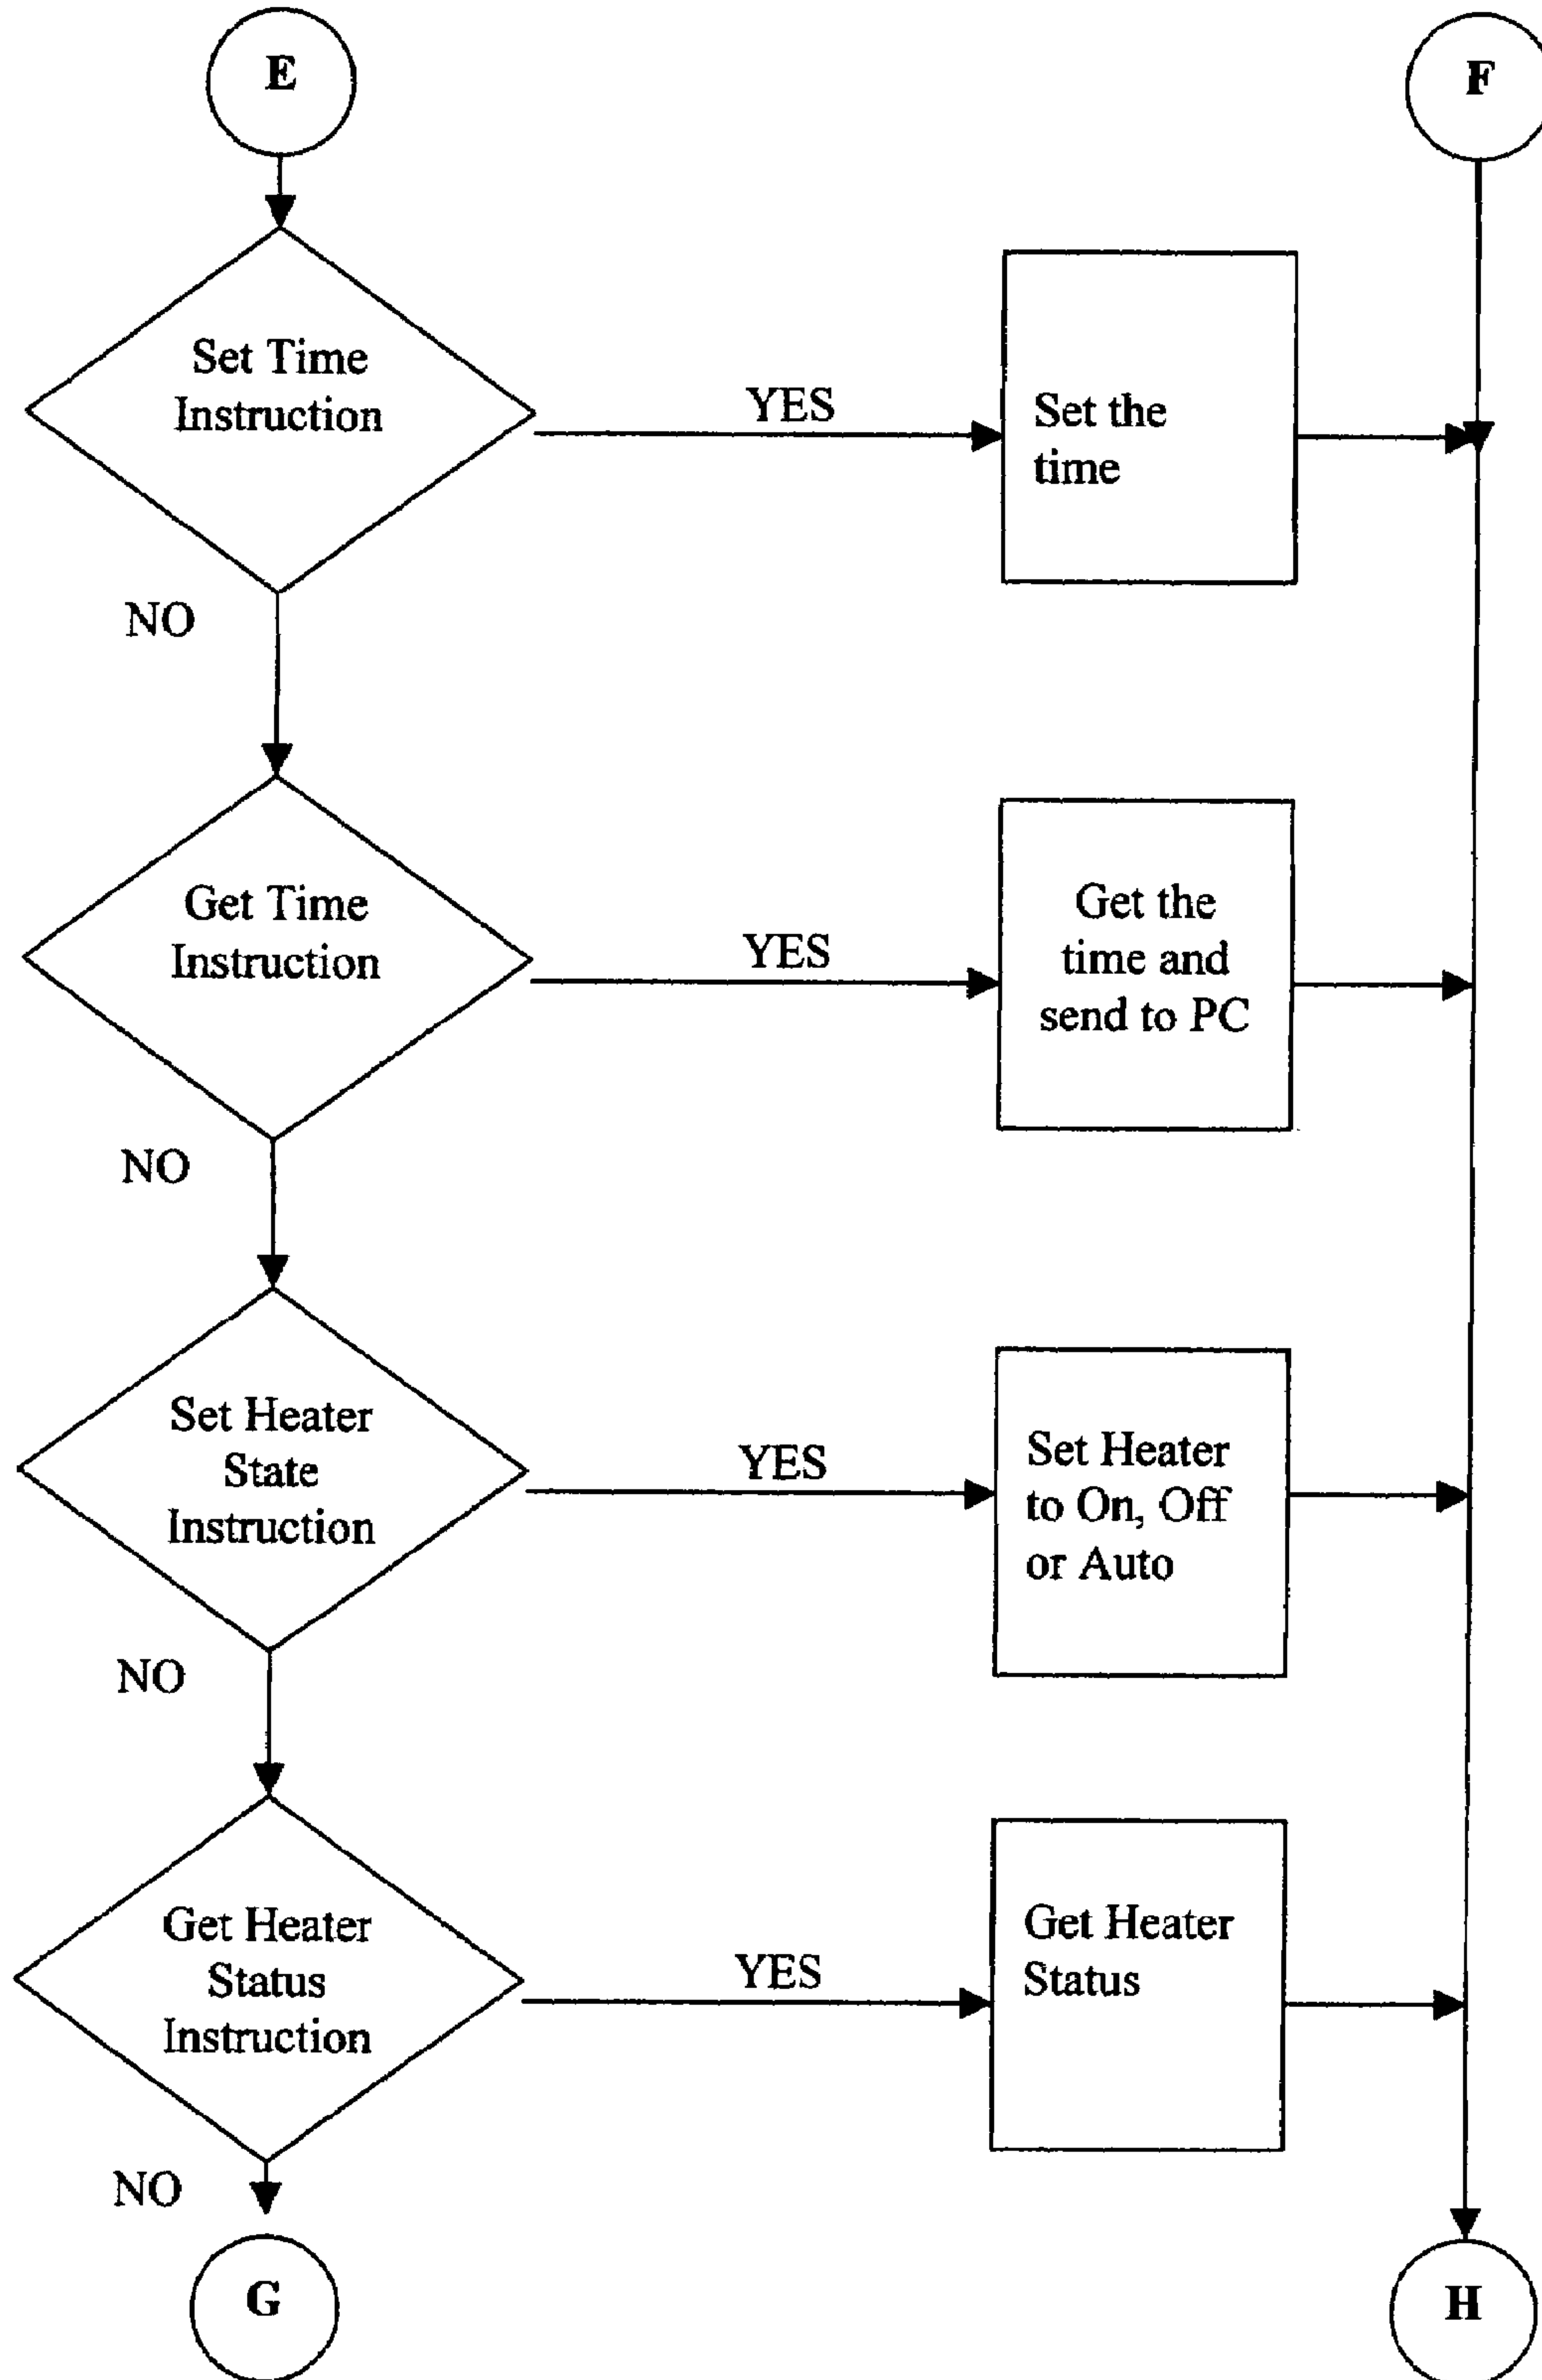 E
F
Set Time
Instruction
YES
Set the
time
NO
Get Time
Instruction
YES
Get the
time and
send to PC
NO
Set Heater
State
Instruction
YES
Set Heater
to On, Off
or Auto
NO
Get Heater
Status
Instruction
YES
Get Heater
Status
NO
G
H